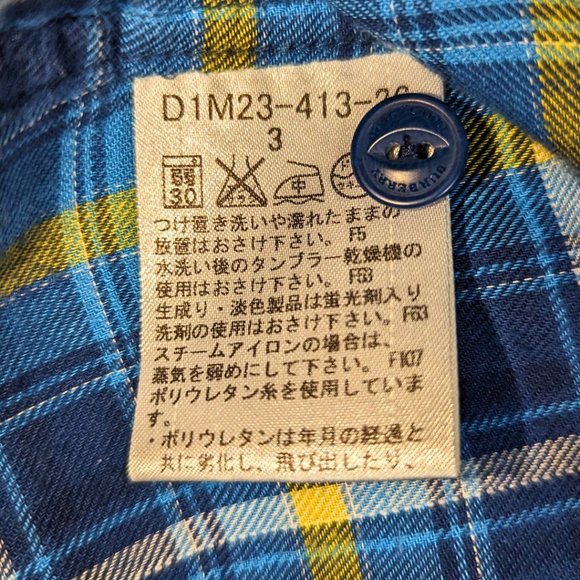 D1M23-413-26
3
弱
30
中
つけ置き洗いや濡れたままの
放置はおさけ下さい。 F5
水洗い後のタンブラー乾燥機の
使用はおさけ下さい。 F53
生成り・淡色製品は蛍光剤入り
洗剤の使用はおさけ下さい。F63
スチームアイロンの場合は、
蒸気を弱めにして下さい。 F107
ポリウレタン糸を使用していま
す。
・ポリウレタンは年月の経過と
共に劣化し、飛び出したり、
BURBERRY